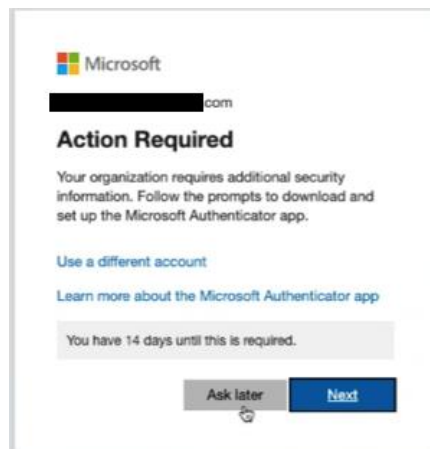 Microsoft
com
Action Required
Your organization requires additional security
information. Follow the prompts to download and
set up the Microsoft Authenticator app.
Use a different account
Learn more about the Microsoft Authenticator app
You have 14 days until this is required.
Ask later
Next